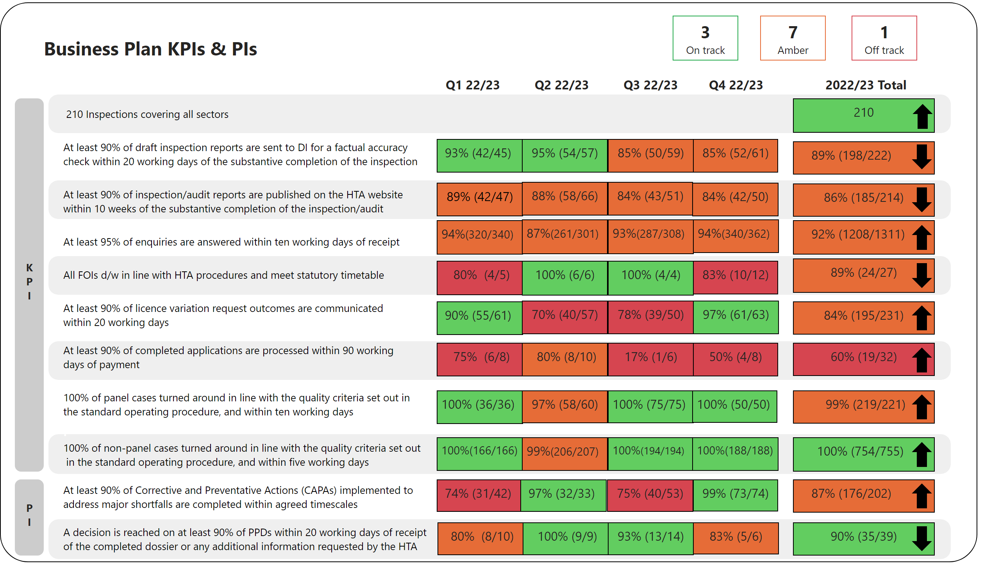 3
On track
7
Amber
1
Off track
Business Plan KPIs & PIs
Q1 22/23 Q2 22/23 Q3 22/23 Q4 22/23 2022/23 Total
K
P
I
210 Inspections covering all sectors
210
At least 90% of draft inspection reports are sent to DI for a factual accuracy
check within 20 working days of the substantive completion of the inspection
93% (42/45) 95% (54/57) 85% (50/59) 85% (52/61) 89% (198/222)
At least 90% of inspection/audit reports are published on the HTA website
within 10 weeks of the substantive completion of the inspection/audit
89% (42/47) 88% (58/66) 84% (43/51) 84% (42/50) 86% (185/214)
At least 95% of enquiries are answered within ten working days of receipt
94%(320/340) 87%(261/301) 93%(287/308) 94%(340/362) 92% (1208/1311)
All FOIs d/w in line with HTA procedures and meet statutory timetable
80% (4/5) 100% (6/6) 100% (4/4) 83% (10/12) 89% (24/27)
At least 90% of licence variation request outcomes are communicated
within 20 working days
90% (55/61) 70% (40/57) 78% (39/50) 97% (61/63) 84% (195/231)
At least 90% of completed applications are processed within 90 working
days of payment
75% (6/8) 80% (8/10) 17% (1/6) 50% (4/8) 60% (19/32)
100% of panel cases turned around in line with the quality criteria set out in
the standard operating procedure, and within ten working days
100% (36/36) 97% (58/60) 100% (75/75) 100% (50/50) 99% (219/221)
100% of non-panel cases turned around in line with the quality criteria set out
in the standard operating procedure, and within five working days
100%(166/166) 99%(206/207) 100%(194/194) 100%(188/188) 100% (754/755)
P
I
At least 90% of Corrective and Preventative Actions (CAPAs) implemented to
address major shortfalls are completed within agreed timescales
74% (31/42) 97% (32/33) 75% (40/53) 99% (73/74) 87% (176/202)
A decision is reached on at least 90% of PPDs within 20 working days of receipt
of the completed dossier or any additional information requested by the HTA
80% (8/10) 100% (9/9) 93% (13/14) 83% (5/6) 90% (35/39)